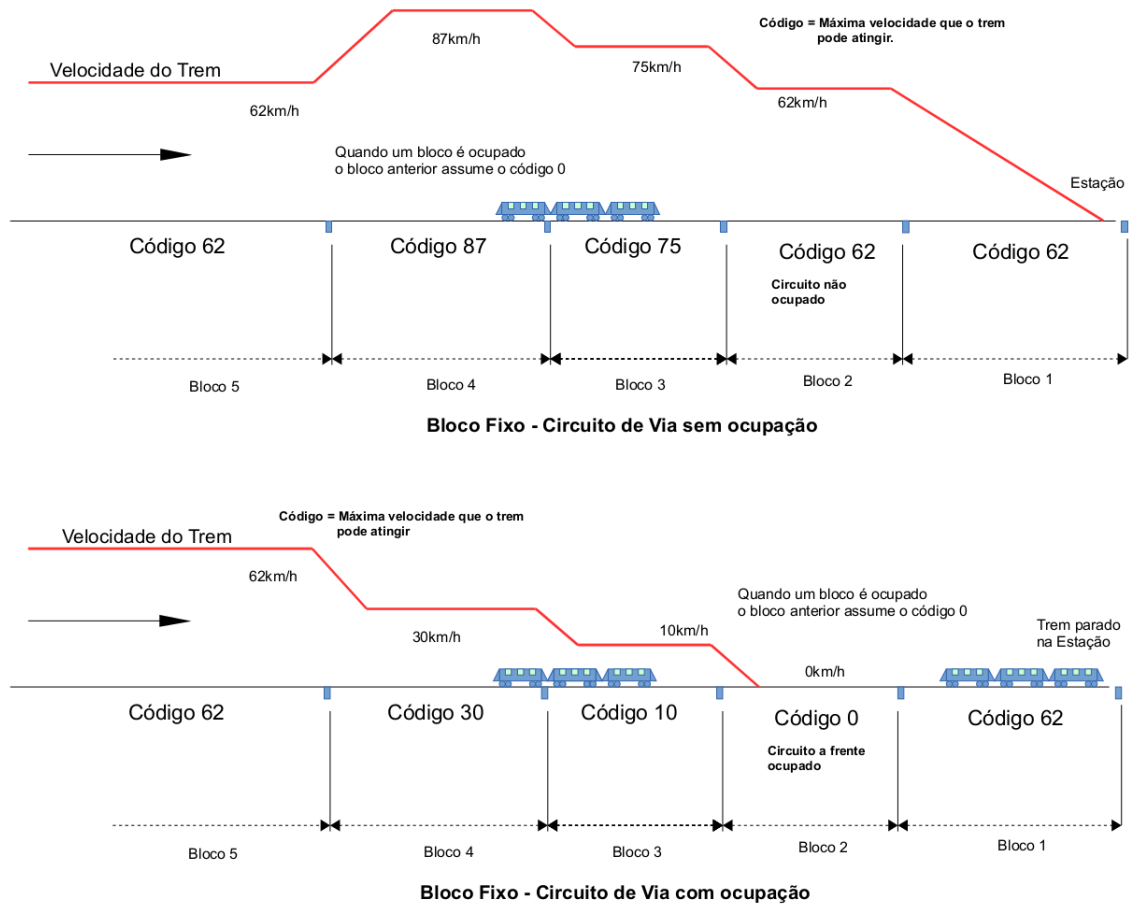 Código = Máxima velocidade que o trem
pode atingir.
87km/h
Velocidade do Trem
75km/h
62km/h
62km/h
Quando um bloco é ocupado
o bloco anterior assume o código 0
Estação
Código 62
Código 87
Código 75
Código 62
Código 62
Circuito não
ocupado
Bloco 5
Bloco 4
Bloco 3
Bloco 2
Bloco 1
Bloco Fixo - Circuito de Via sem ocupação
Código = Máxima velocidade que o trem
pode atingir
Velocidade do Trem
62km/h
Quando um bloco é ocupado
o bloco anterior assume o código 0
30km/h
10km/h
Trem parado
na Estação
0km/h
Código 62
Código 30
Código 10
Código 0
Código 62
Circuito a frente
ocupado
Bloco 5
Bloco 4
Bloco 3
Bloco 2
Bloco 1
Bloco Fixo - Circuito de Via com ocupação